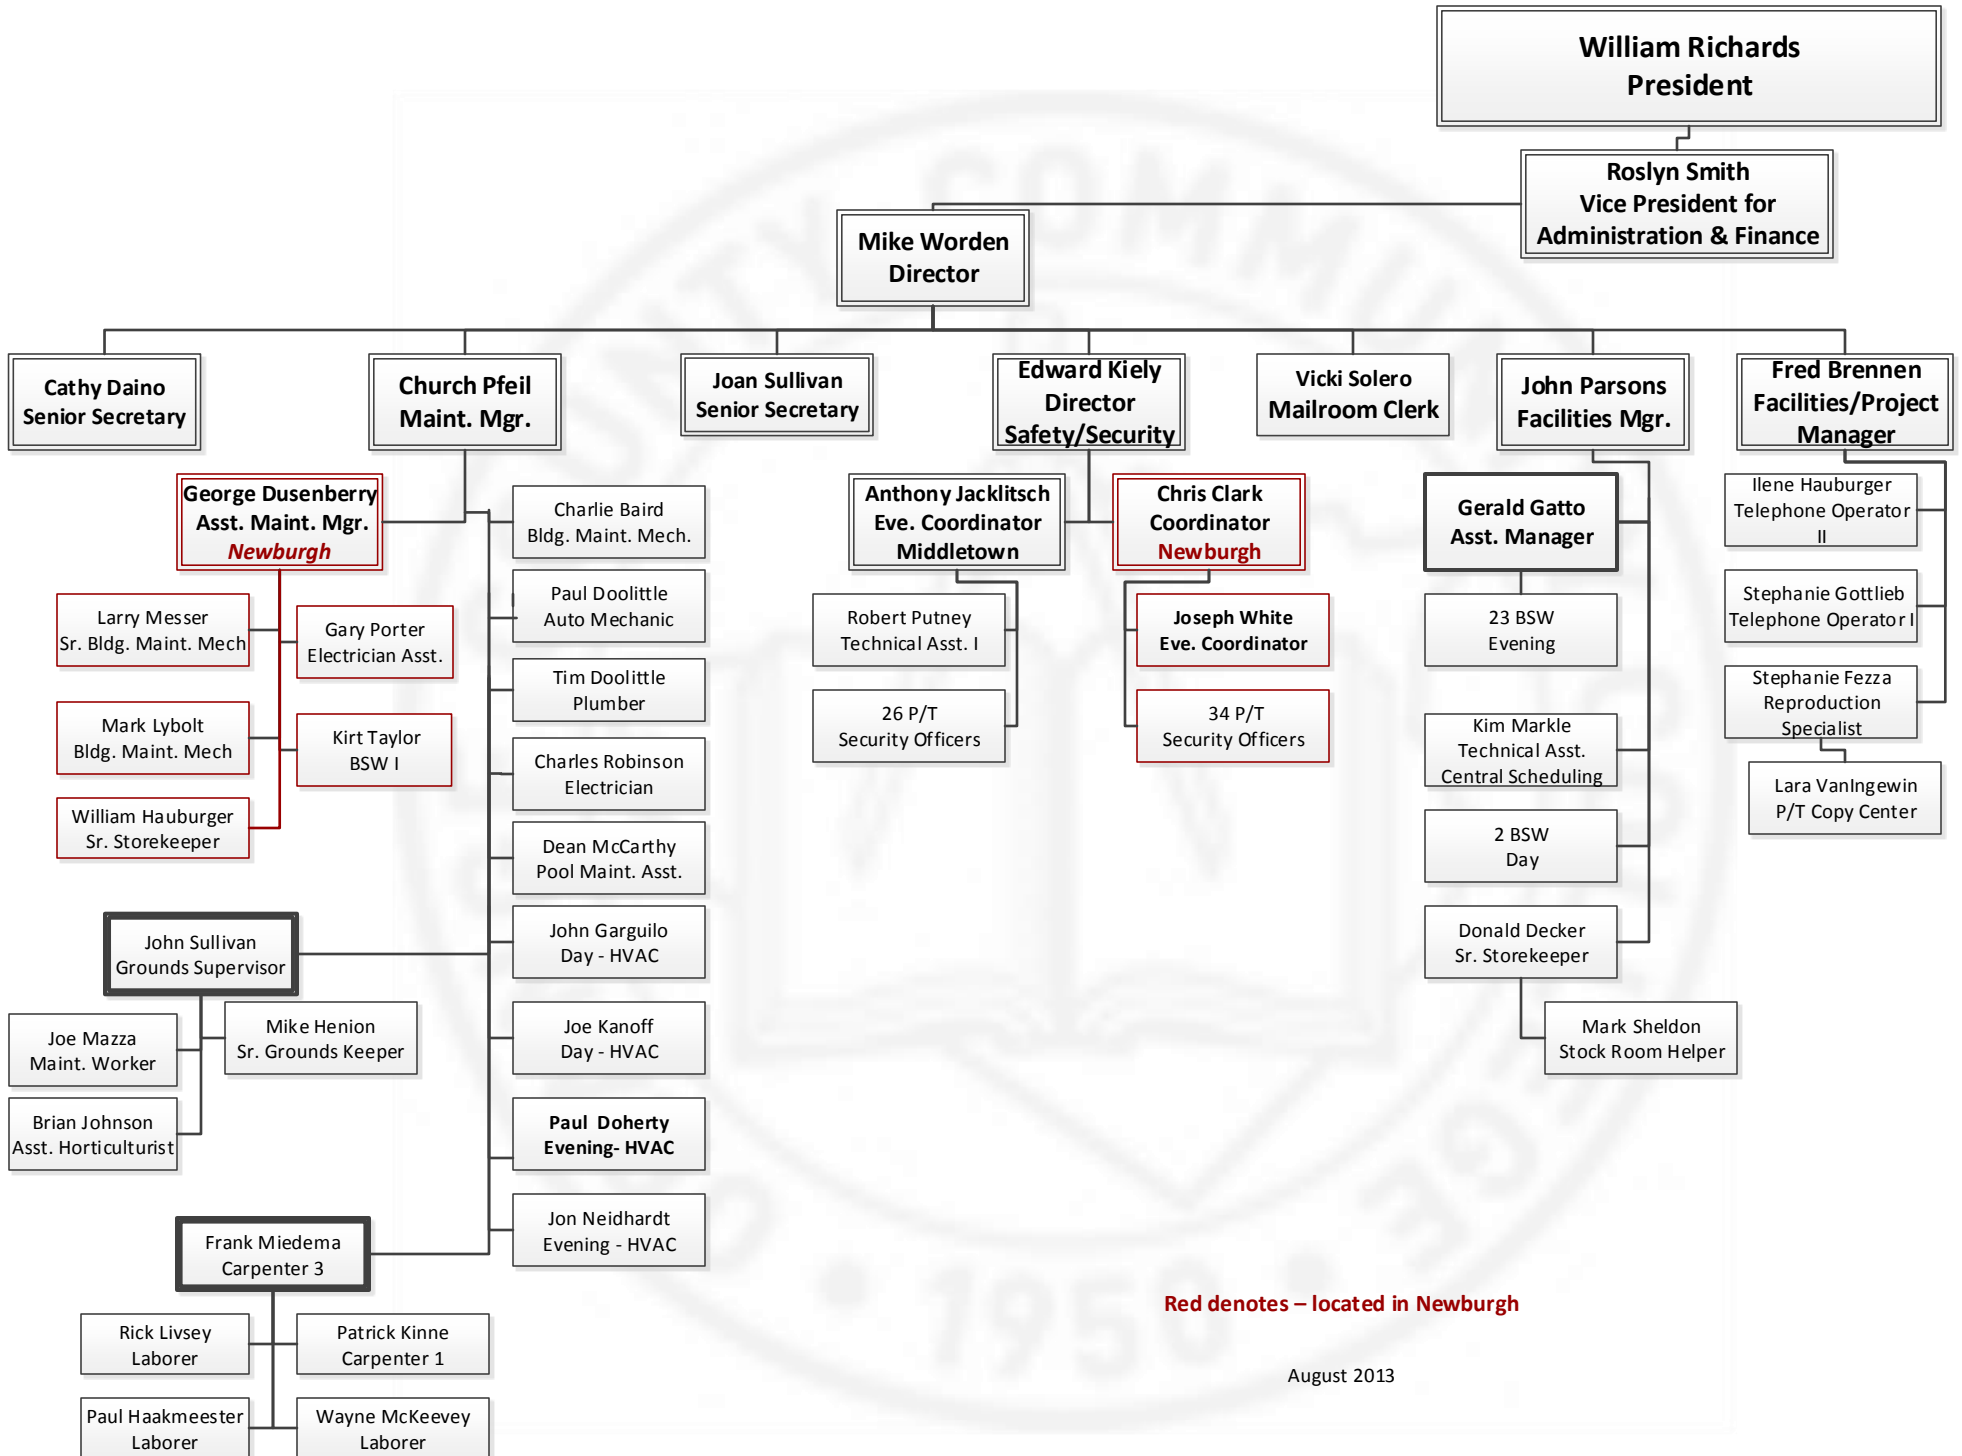 William Richards
President
Roslyn Smith
Vice President for
Administration & Finance
Mike Worden
Director
Cathy Daino
Senior Secretary
Church Pfeil
Maint. Mgr.
Joan Sullivan
Senior Secretary
Edward Kiely
Director
Safety/Security
Vicki Solero
Mailroom Clerk
John Parsons
Facilities Mgr.
Fred Brennen
Facilities/Project
Manager
George Dusenberry
Asst. Maint. Mgr.
Newburgh
Larry Messer
Sr. Bldg. Maint. Mech
Gary Porter
Electrician Asst.
Mark Lybolt
Bldg. Maint. Mech
Kirt Taylor
BSW I
William Hauburger
Sr. Storekeeper
Charlie Baird
Bldg. Maint. Mech.
Paul Doolittle
Auto Mechanic
Tim Doolittle
Plumber
Charles Robinson
Electrician
Dean McCarthy
Pool Maint. Asst.
John Garguilo
Day - HVAC
Joe Kanoff
Day - HVAC
Paul  Doherty
Evening- HVAC
Jon Neidhardt
Evening - HVAC
John Sullivan
Grounds Supervisor
Joe Mazza
Maint. Worker
Mike Henion
Sr. Grounds Keeper
Brian Johnson
Asst. Horticulturist
Frank Miedema
Carpenter 3
Rick Livsey
Laborer
Patrick Kinne
Carpenter 1
Paul Haakmeester
Laborer
Wayne McKeevey
Laborer
Anthony Jacklitsch
Eve. Coordinator
Middletown
Robert Putney
Technical Asst. I
26 P/T
Security Officers
Chris Clark
Coordinator
Newburgh
Joseph White
Eve. Coordinator
34 P/T
Security Officers
Gerald Gatto
Asst. Manager
23 BSW
Evening
Kim Markle
Technical Asst.
Central Scheduling
2 BSW
Day
Donald Decker
Sr. Storekeeper
Mark Sheldon
Stock Room Helper
Ilene Hauburger
Telephone Operator
II
Stephanie Gottlieb
Telephone Operator I
Stephanie Fezza
Reproduction
Specialist
Lara VanIngewin
P/T Copy Center
Red denotes – located in Newburgh
August 2013
COMMUNITY COLLEGE
1950